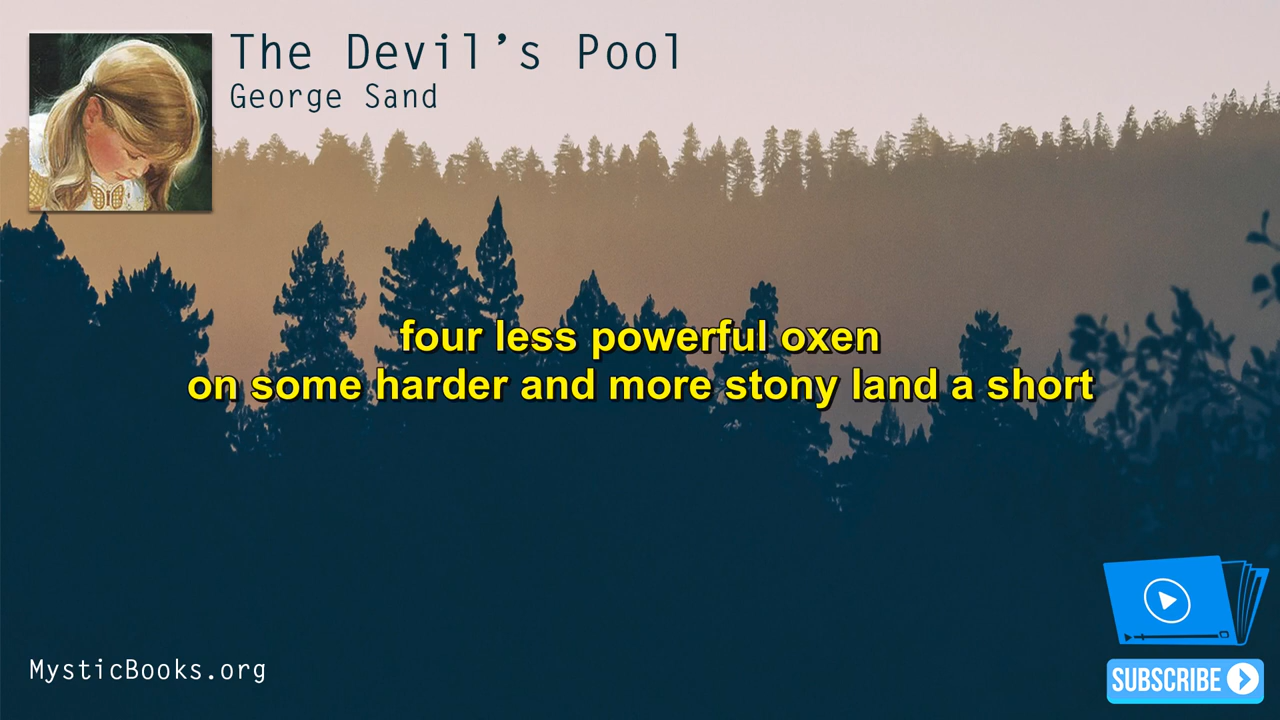 The Devil's Pool
George Sand
four less powerful oxen
on some harder and more stony land a short
MysticBooks.org
SUBSCRIBE